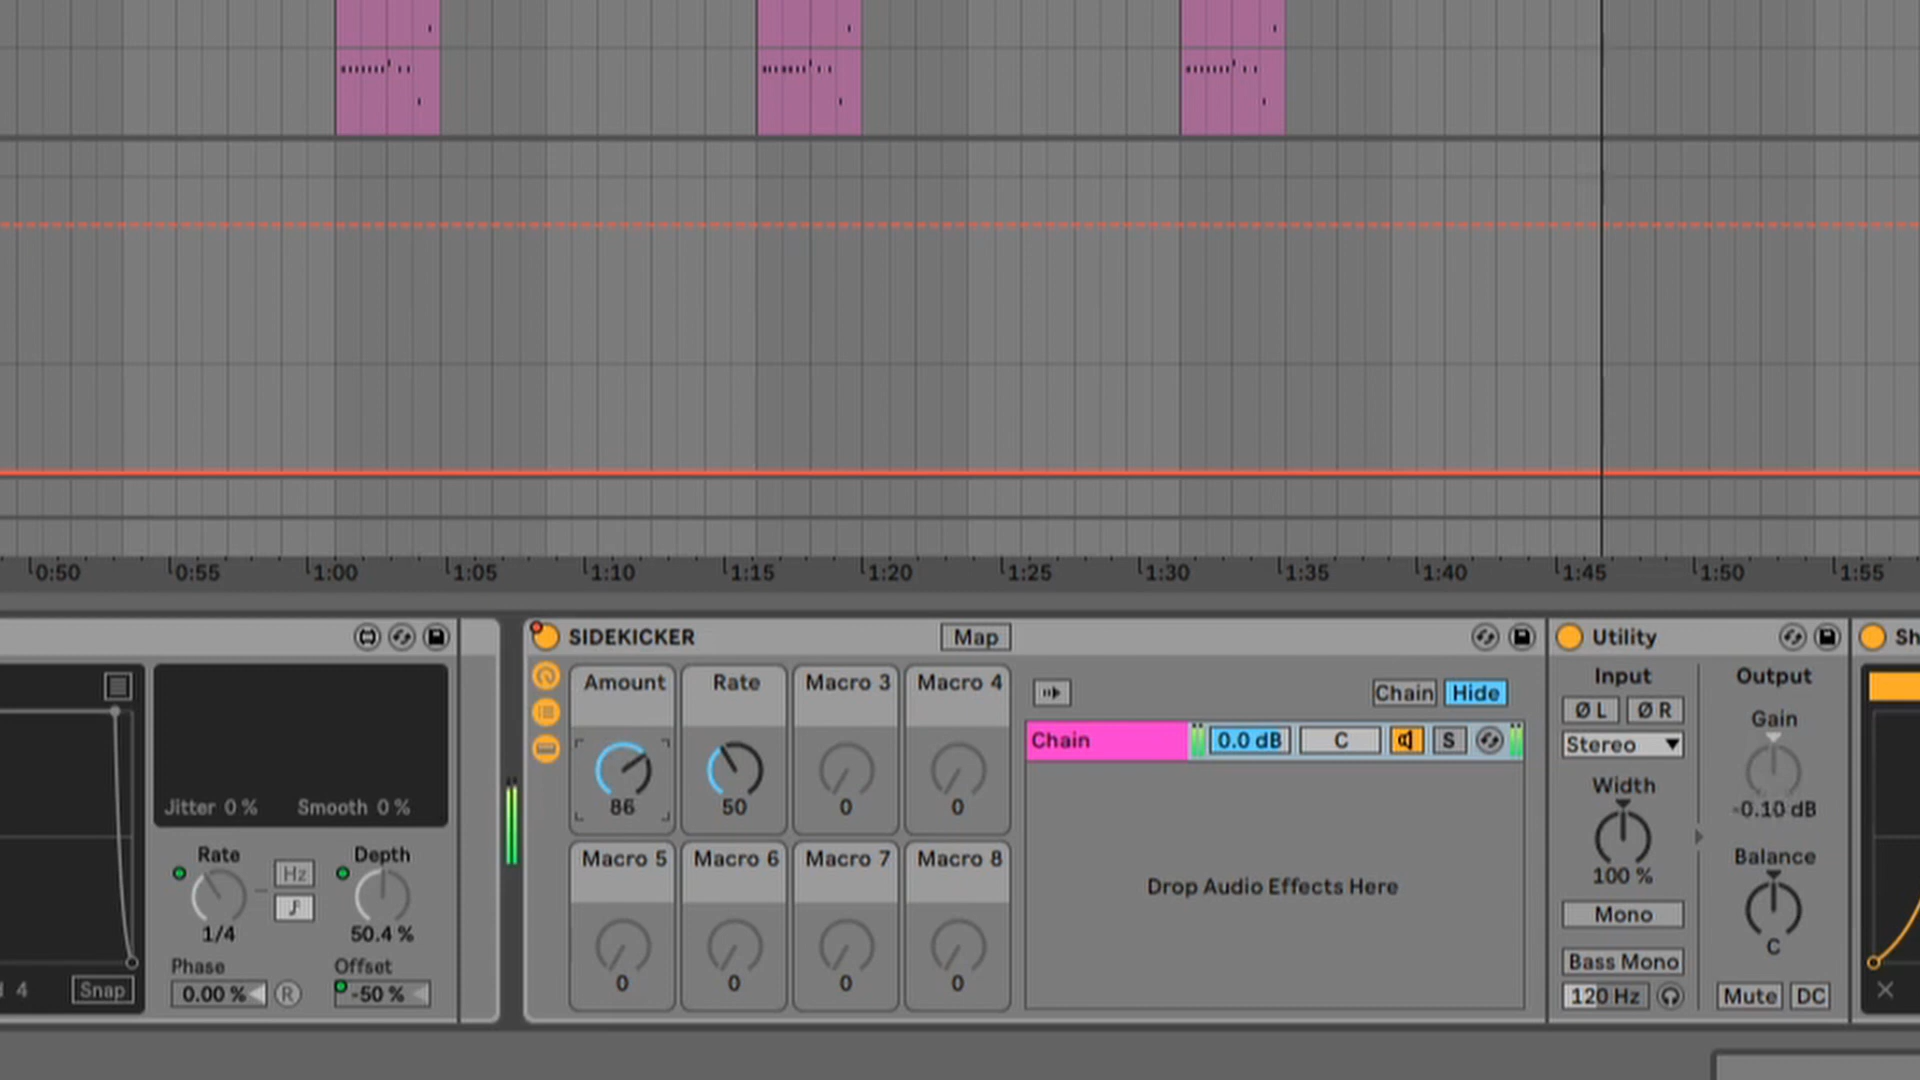 0:50 0:55 1:00 1:05 1:10 1:15 1:20 1:25 1:30 1:35 1:40 1:45 1:50 1:55
SIDEKICKER Map Utility Sh
Amount Rate Macro 3 Macro 4
86 50 0 0
Macro 5 Macro 6 Macro 7 Macro 8
0 0 0 0
Chain Hide
Chain 0.0 dB C S
Drop Audio Effects Here
Jitter 0 % Smooth 0 %
Rate Hz Depth
1/4 50.4 %
Phase Offset
4 Snap 0.00 % R -50 %
Input Output
Ø L Ø R Gain
Stereo
Width -0.10 dB
100 % Balance
Mono C
Bass Mono
120 Hz Mute DC